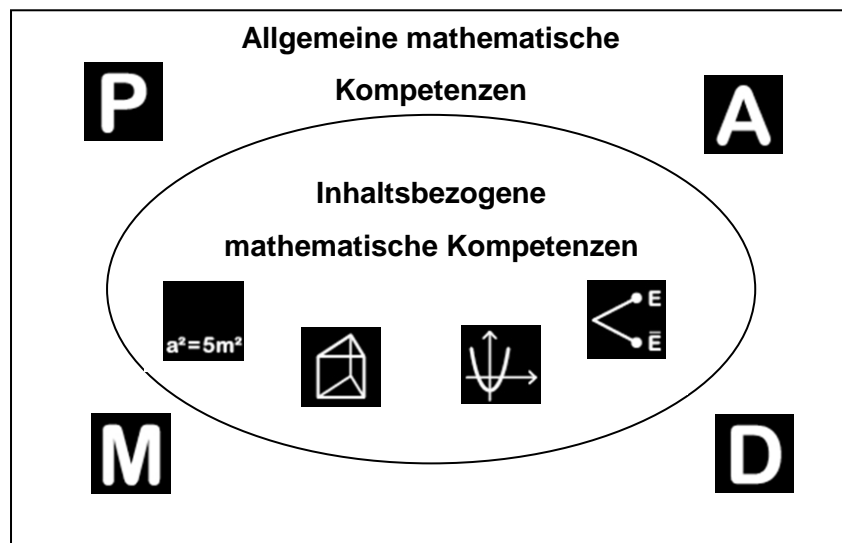 Allgemeine mathematische
P
Kompetenzen
A
Inhaltsbezogene
mathematische Kompetenzen
a²=5m²
E
E̅
M
D